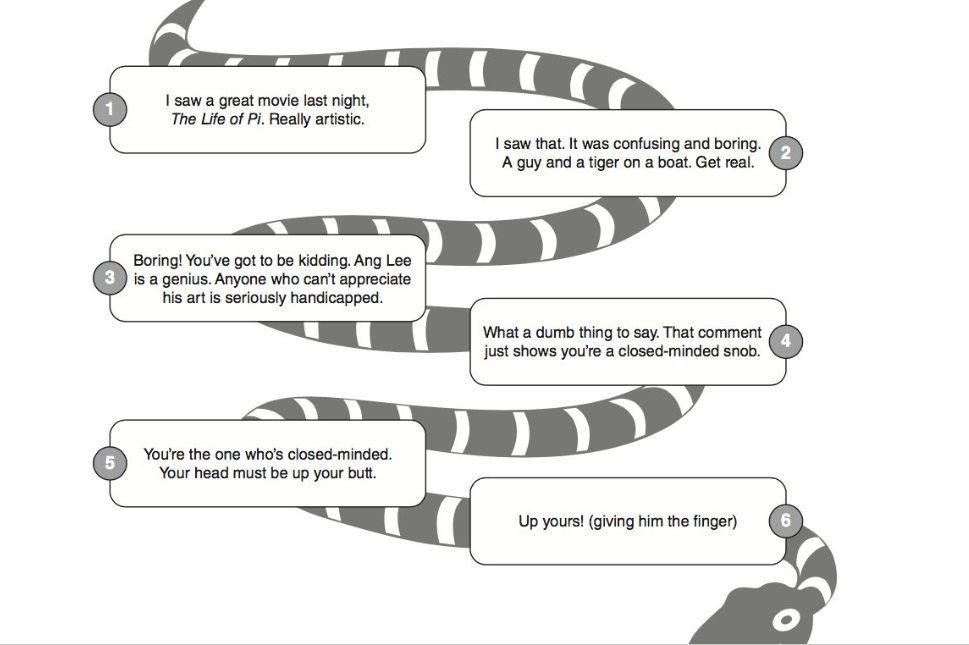 1
I saw a great movie last night,
The Life of Pi. Really artistic.
2
I saw that. It was confusing and boring.
A guy and a tiger on a boat. Get real.
3
Boring! You’ve got to be kidding. Ang Lee
is a genius. Anyone who can’t appreciate
his art is seriously handicapped.
4
What a dumb thing to say. That comment
just shows you’re a closed-minded snob.
5
You’re the one who’s closed-minded.
Your head must be up your butt.
6
Up yours! (giving him the finger)